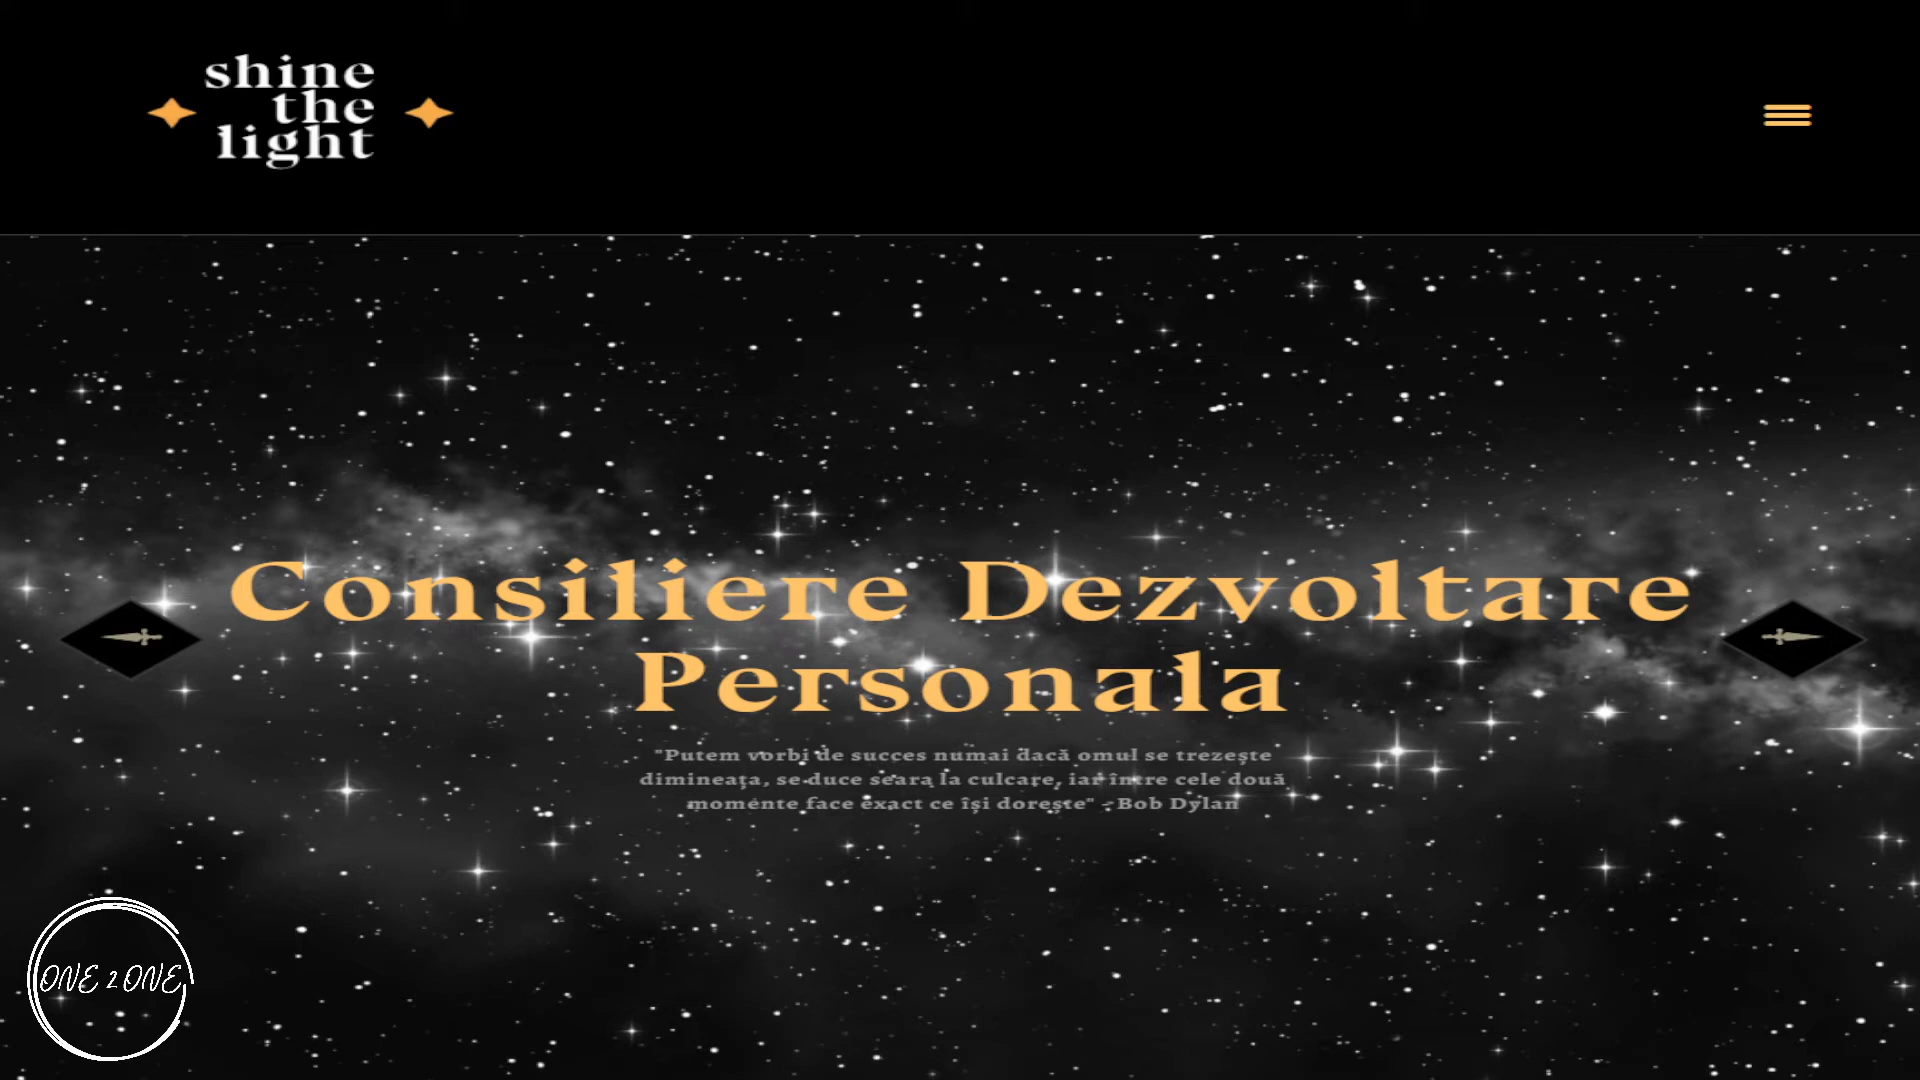 shine
the
light
Consiliere Dezvoltare
Personala
"Putem vorbi de succes numai dacă omul se trezește
dimineața, se duce seara la culcare, iar între cele două
momente face exact ce își dorește" - Bob Dylan
ONE 2 ONE